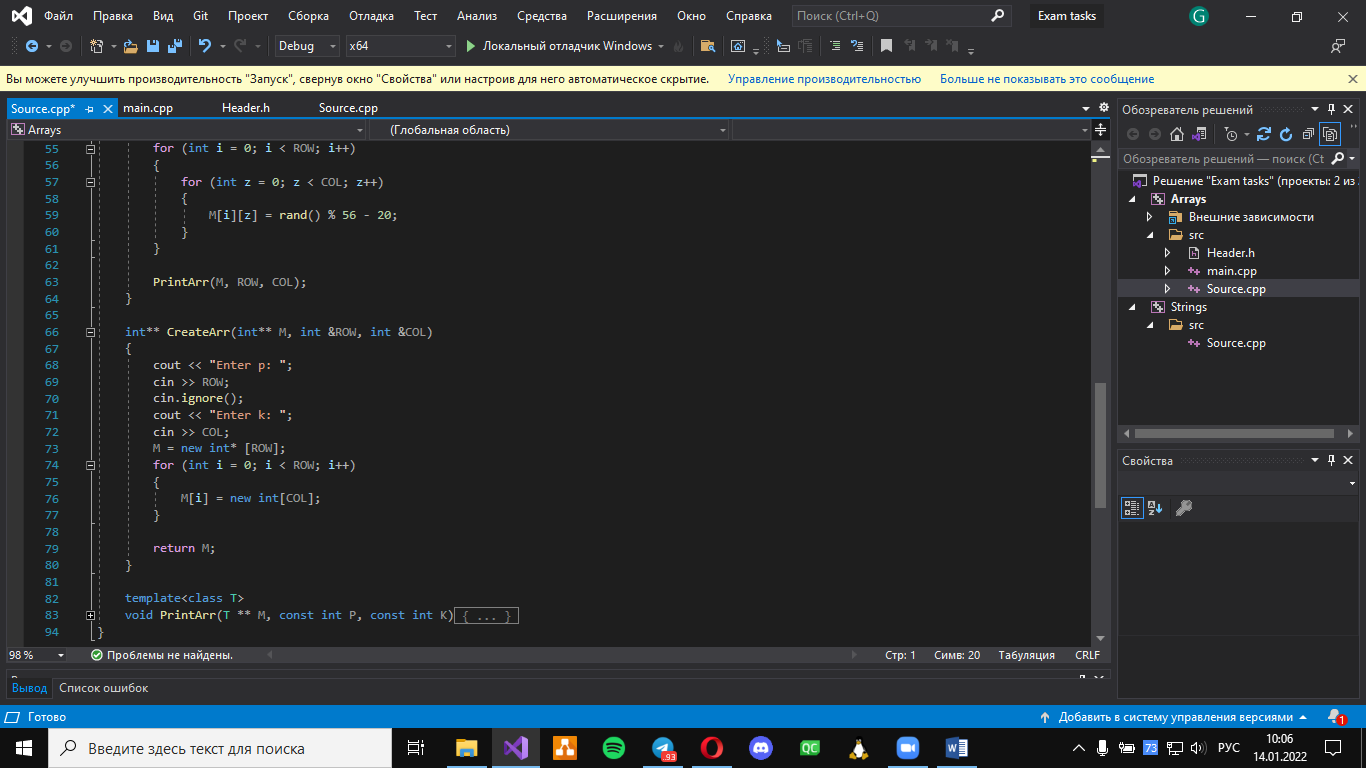 Файл Правка Вид Git Проект Сборка Отладка Тест Анализ Средства Расширения Окно Справка Поиск (Ctrl+Q) Exam tasks G
Debug x64 Локальный отладчик Windows
Вы можете улучшить производительность "Запуск", свернув окно "Свойства" или настроив для него автоматическое скрытие. Управление производительностью Больше не показывать это сообщение
Source.cpp* main.cpp Header.h Source.cpp
Arrays (Глобальная область)
55 for (int i = 0; i < ROW; i++)
56 {
57 for (int z = 0; z < COL; z++)
58 {
59 M[i][z] = rand() % 56 - 20;
60 }
61 }
62
63 PrintArr(M, ROW, COL);
64 }
65
66 int** CreateArr(int** M, int &ROW, int &COL)
67 {
68 cout << "Enter p: ";
69 cin >> ROW;
70 cin.ignore();
71 cout << "Enter k: ";
72 cin >> COL;
73 M = new int* [ROW];
74 for (int i = 0; i < ROW; i++)
75 {
76 M[i] = new int[COL];
77 }
78
79 return M;
80 }
81
82 template<class T>
83 void PrintArr(T ** M, const int P, const int K){ ... }
94 }
98 % Проблемы не найдены. Стр: 1 Симв: 20 Табуляция CRLF
Вывод Список ошибок
Обозреватель решений
Обозреватель решений — поиск (Ct
Решение "Exam tasks" (проекты: 2 из
Arrays
Внешние зависимости
src
Header.h
main.cpp
Source.cpp
Strings
src
Source.cpp
Свойства
Готово Добавить в систему управления версиями 1
Введите здесь текст для поиска 93 QC 73 РУС 10:06
14.01.2022